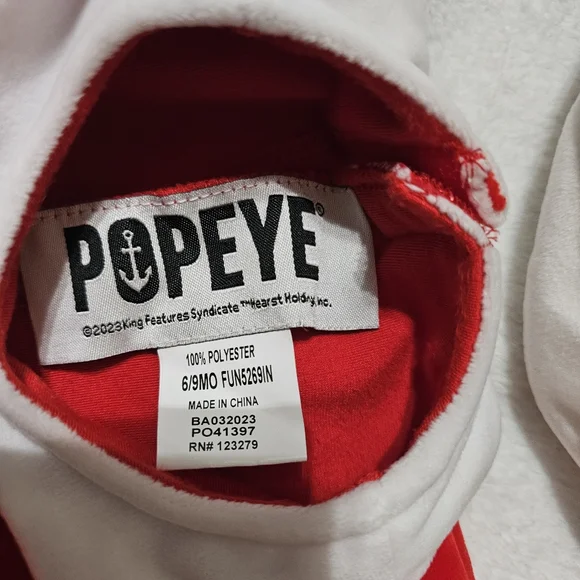 POPEYE®
©2023 King Features Syndicate ™Hearst Holdings, Inc.
100% POLYESTER
6/9MO FUN5269IN
MADE IN CHINA
BA032023
PO41397
RN# 123279